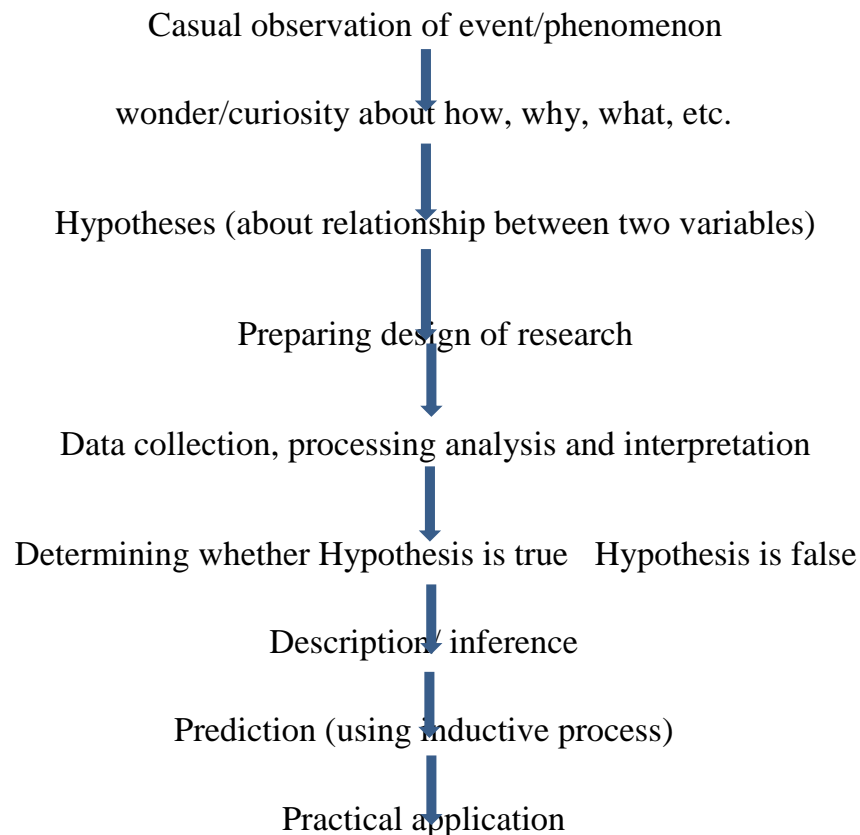 Casual observation of event/phenomenon
wonder/curiosity about how, why, what, etc.
Hypotheses (about relationship between two variables)
Preparing design of research
Data collection, processing analysis and interpretation
Determining whether Hypothesis is true Hypothesis is false
Description/ inference
Prediction (using inductive process)
Practical application